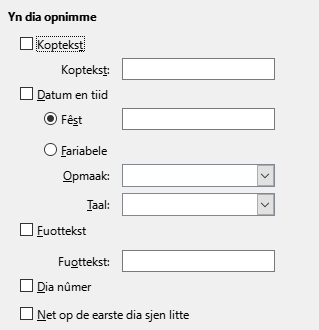 Yn dia opnimme
Koptekst
Koptekst:
Datum en tiid
Fêst
Fariabele
Opmaak:
Taal:
Fuottekst
Fuottekst:
Dia nûmer
Net op de earste dia sjen litte